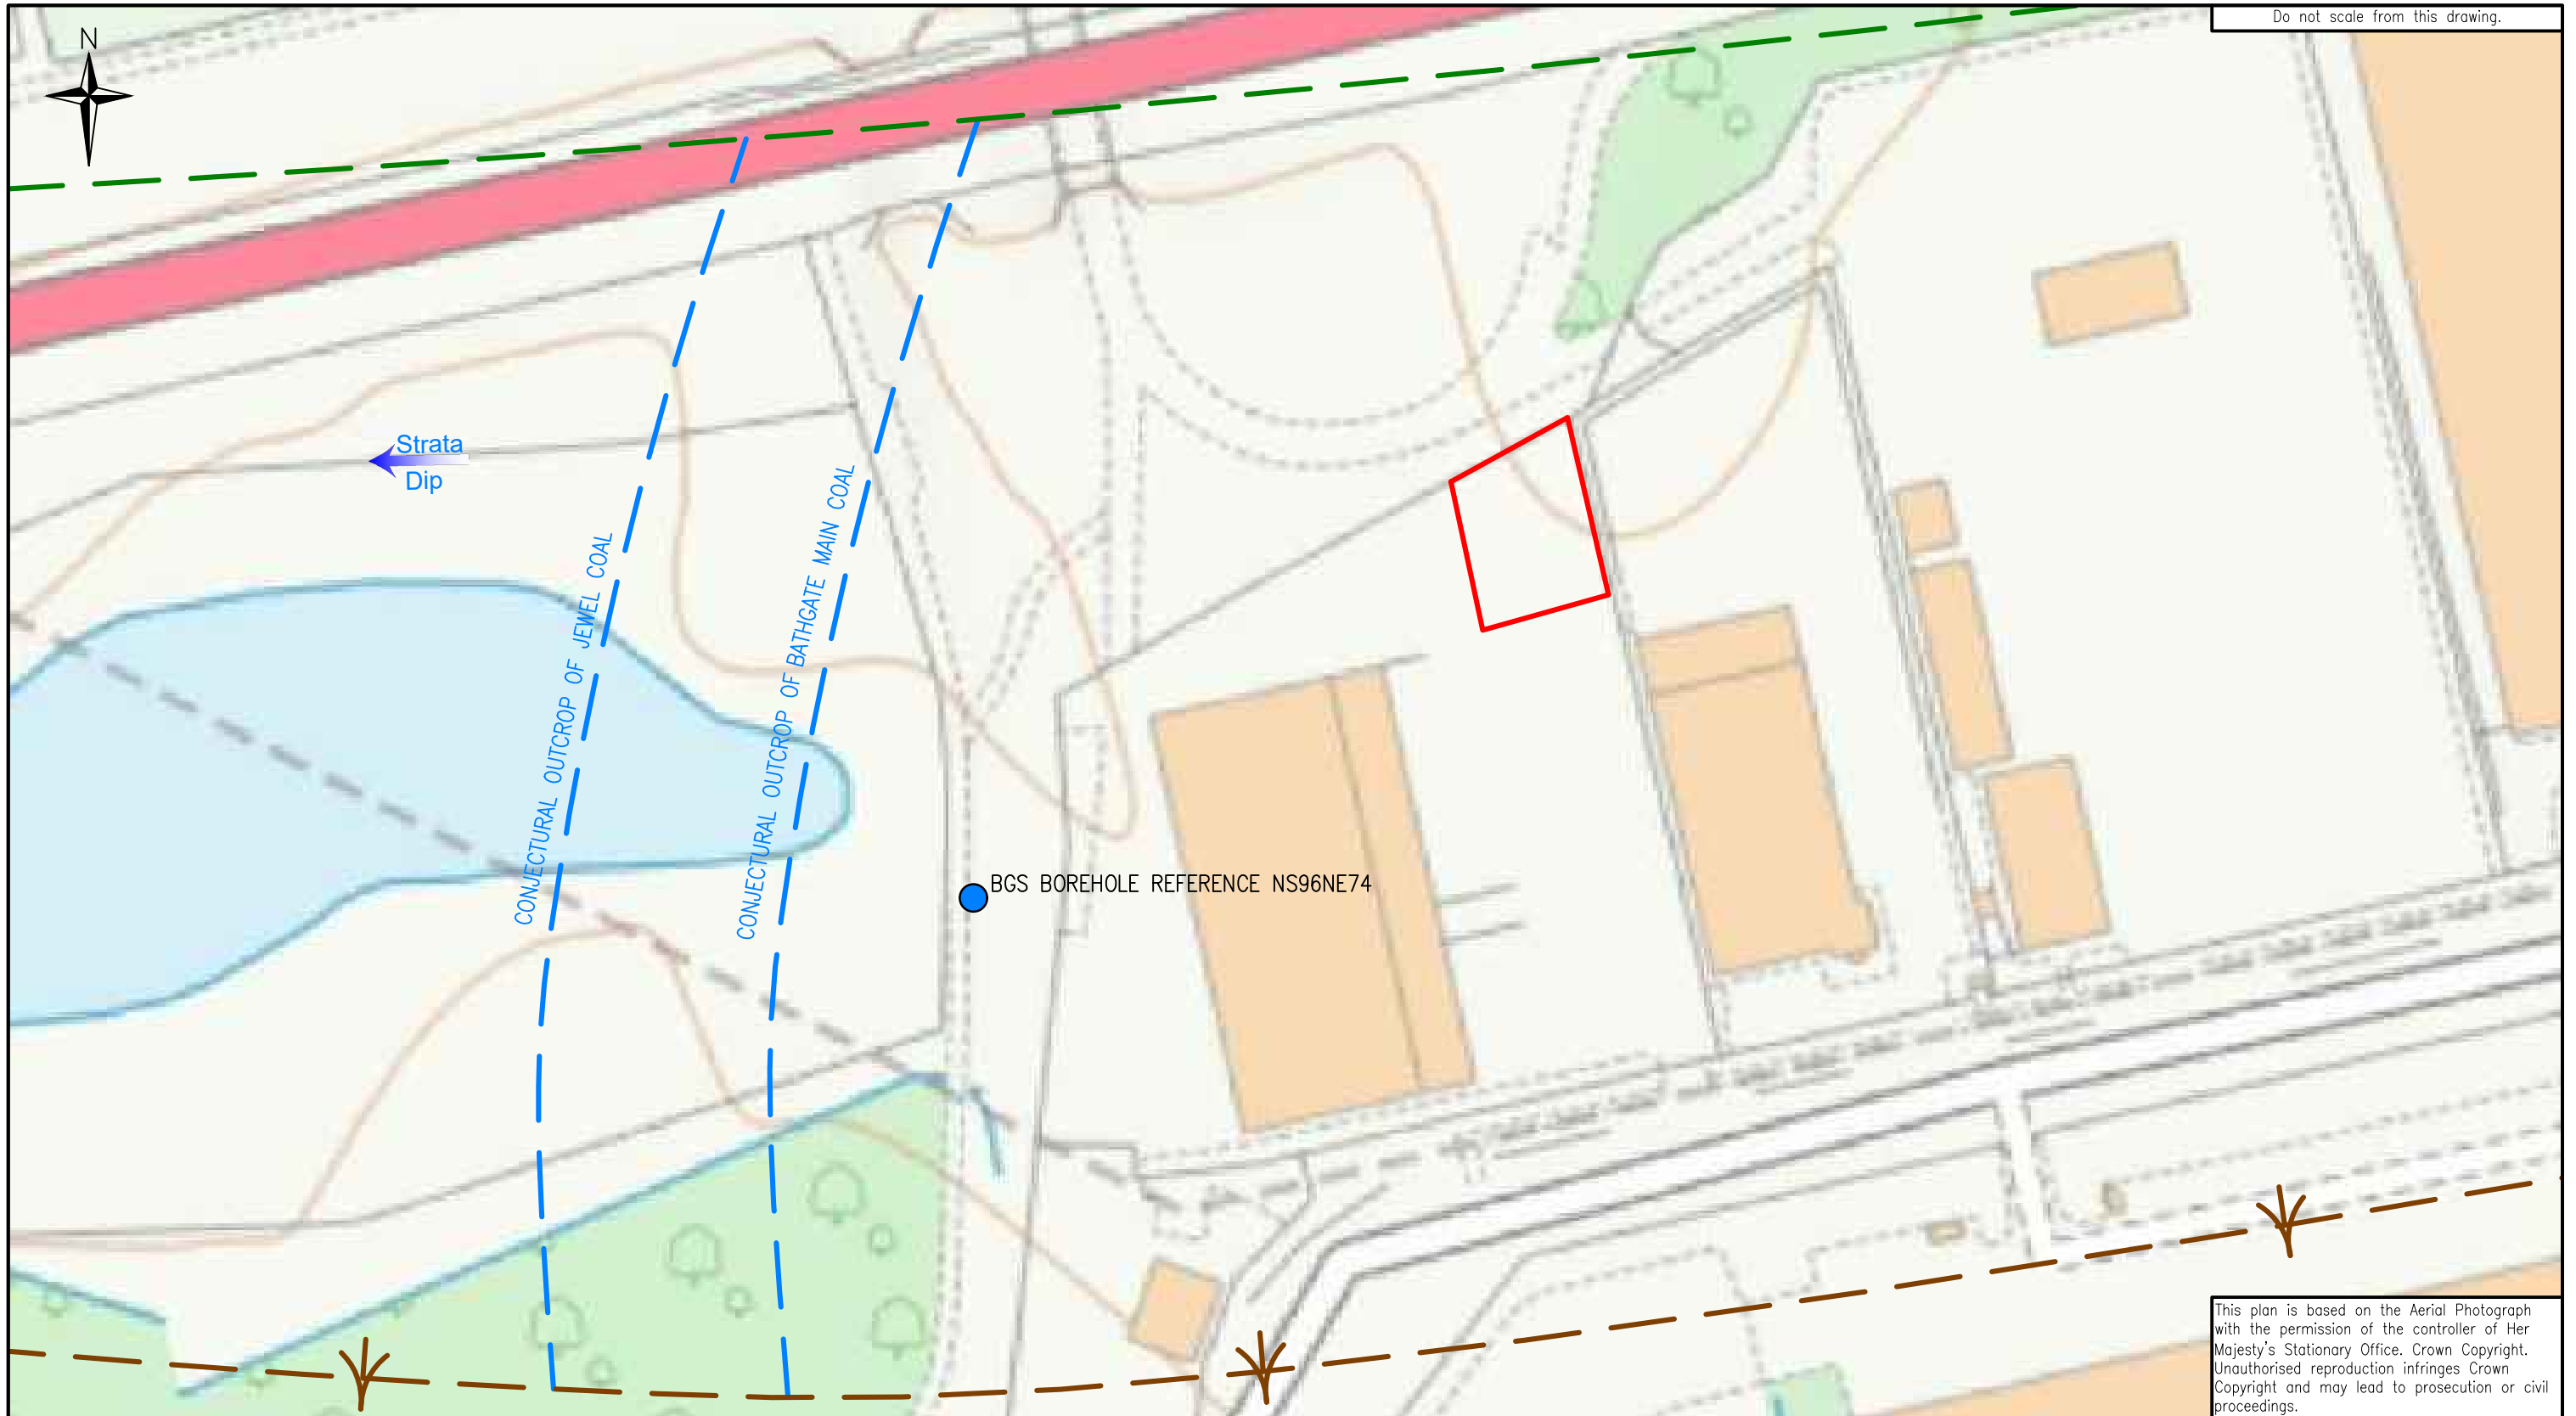 N
Do not scale from this drawing.
Strata
Dip
CONJECTURAL OUTCROP OF JEWEL COAL
CONJECTURAL OUTCROP OF BATHGATE MAIN COAL
BGS BOREHOLE REFERENCE NS96NE74
This plan is based on the Aerial Photograph
with the permission of the controller of Her
Majesty's Stationary Office. Crown Copyright.
Unauthorised reproduction infringes Crown
Copyright and may lead to prosecution or civil
proceedings.